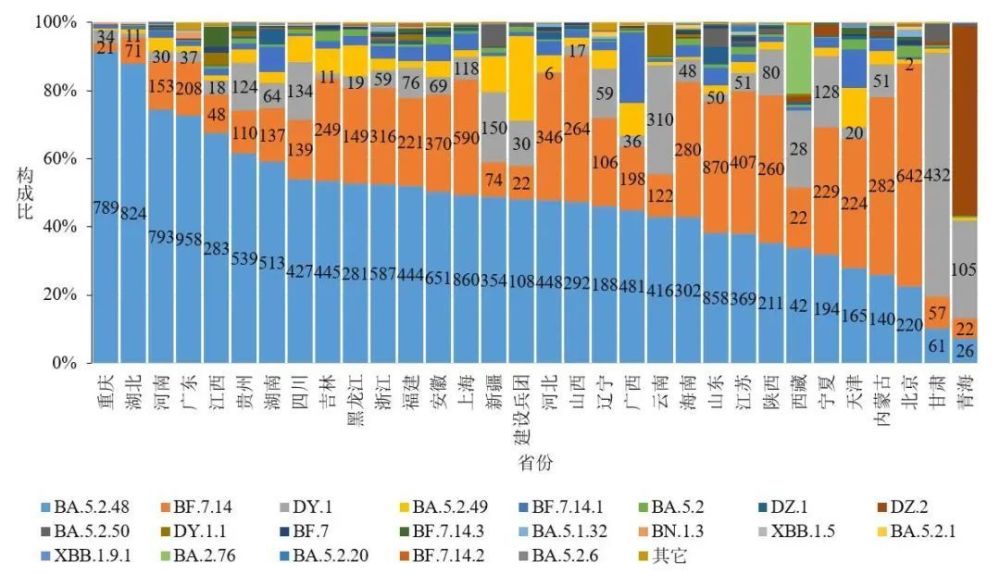 100%
80%
60%
40%
20%
0%
构成比
34 11 30 37 18 124 64 134 11 19 59 76 69 118 150 30 6 17 59 36 310 48 50 51 80 28 128 20 51 2 432 105
21 71 153 208 48 110 137 139 249 149 316 221 370 590 74 22 346 264 106 198 122 280 870 407 260 22 229 224 282 642 57 22
789 824 793 958 283 539 513 427 445 281 587 444 651 860 354 108 448 292 188 481 416 302 858 369 211 42 194 165 140 220 61 26
重庆 湖北 河南 广东 江西 贵州 湖南 四川 吉林 黑龙江 浙江 福建 安徽 上海 新疆 建设兵团 河北 山西 辽宁 广西 云南 海南 山东 江苏 陕西 西藏 宁夏 天津 内蒙古 北京 甘肃 青海
省份
BA.5.2.48 BF.7.14 DY.1 BA.5.2.49 BF.7.14.1 BA.5.2 DZ.1 DZ.2
BA.5.2.50 DY.1.1 BF.7 BF.7.14.3 BA.5.1.32 BN.1.3 XBB.1.5 BA.5.2.1
XBB.1.9.1 BA.2.76 BA.5.2.20 BF.7.14.2 BA.5.2.6 其它